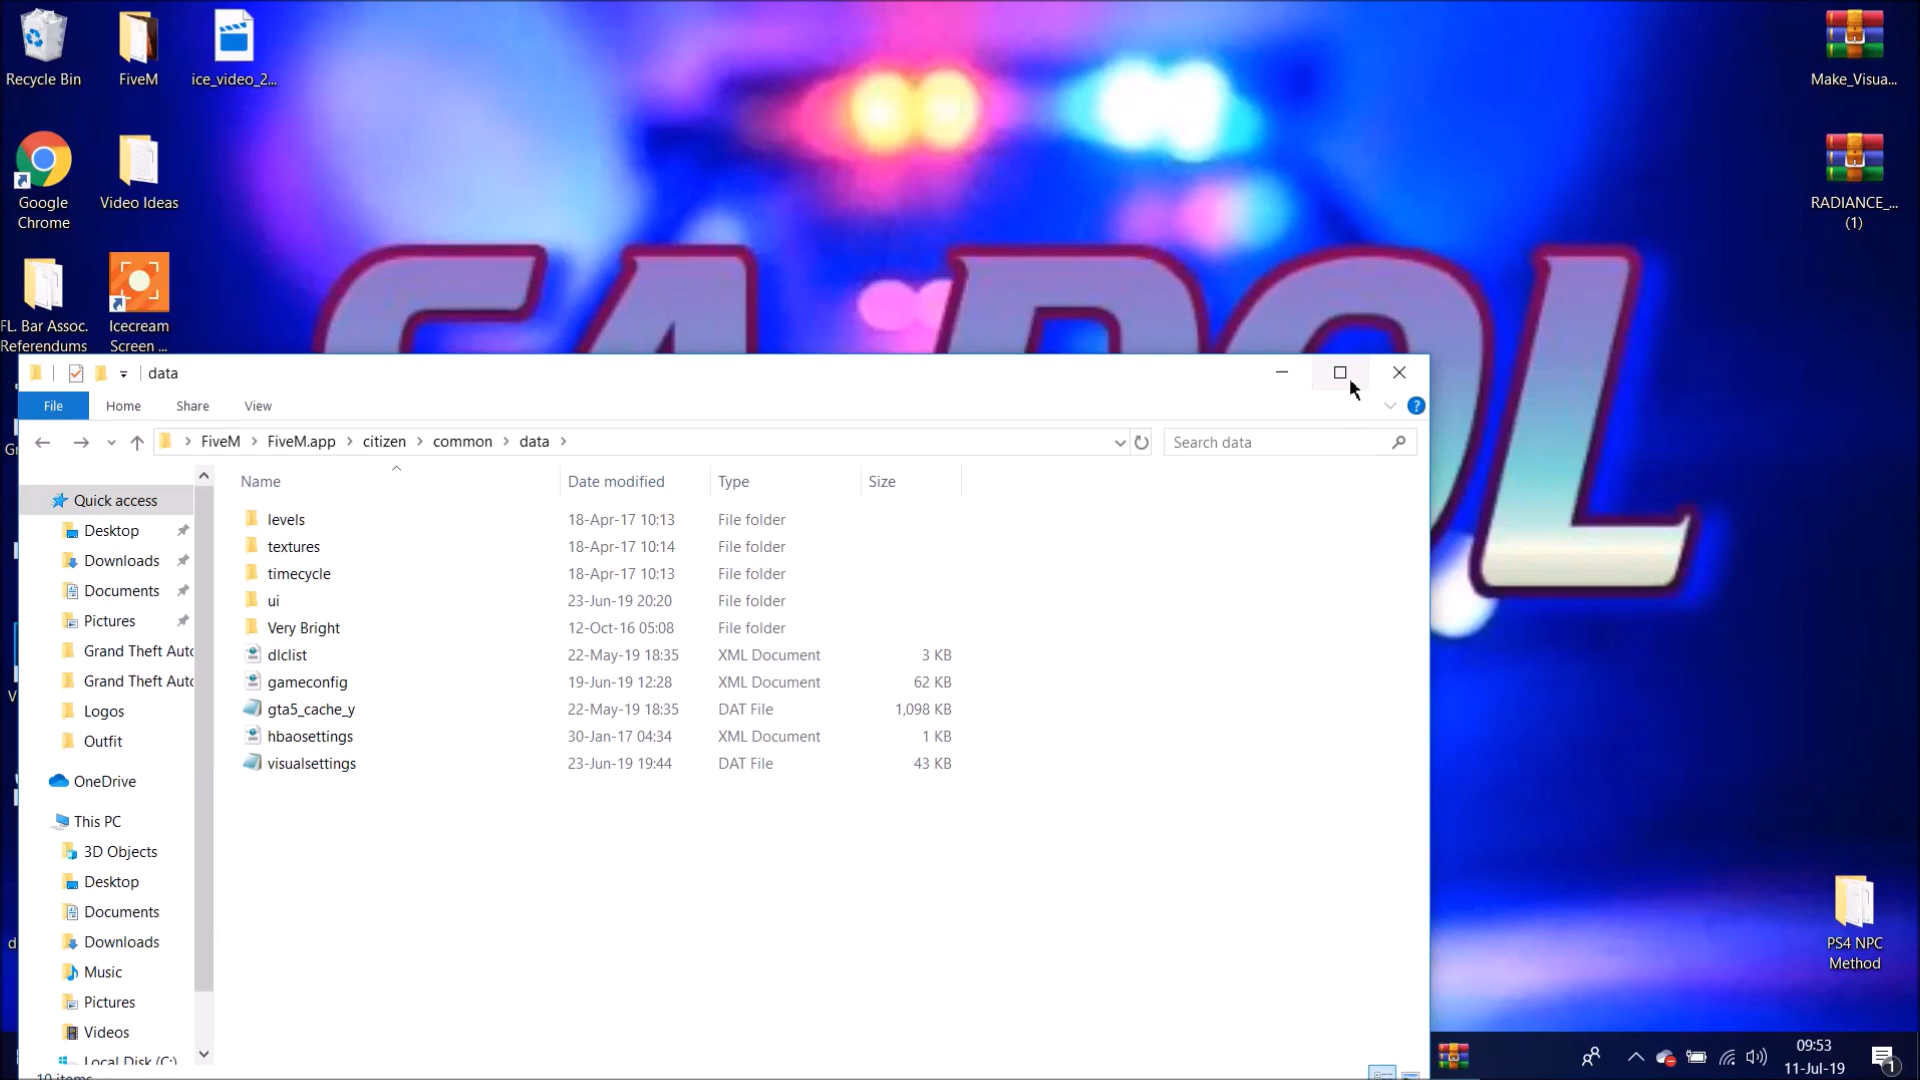 Recycle Bin
FiveM
ice_video_2...
Make_Visua...
Google
Chrome
Video Ideas
RADIANCE_...
(1)
FL. Bar Assoc.
Referendums
Icecream
Screen ...
data
File
Home
Share
View
FiveM
FiveM.app
citizen
common
data
Search data
Name
Date modified
Type
Size
Quick access
Desktop
Downloads
Documents
Pictures
Grand Theft Auto
Grand Theft Auto
Logos
Outfit
OneDrive
This PC
3D Objects
Desktop
Documents
Downloads
Music
Pictures
Videos
Local Disk (C:)
levels 18-Apr-17 10:13 File folder
textures 18-Apr-17 10:14 File folder
timecycle 18-Apr-17 10:13 File folder
ui 23-Jun-19 20:20 File folder
Very Bright 12-Oct-16 05:08 File folder
dlclist 22-May-19 18:35 XML Document 3 KB
gameconfig 19-Jun-19 12:28 XML Document 62 KB
gta5_cache_y 22-May-19 18:35 DAT File 1,098 KB
hbaosettings 30-Jan-17 04:34 XML Document 1 KB
visualsettings 23-Jun-19 19:44 DAT File 43 KB
10 items
PS4 NPC
Method
09:53
11-Jul-19
1